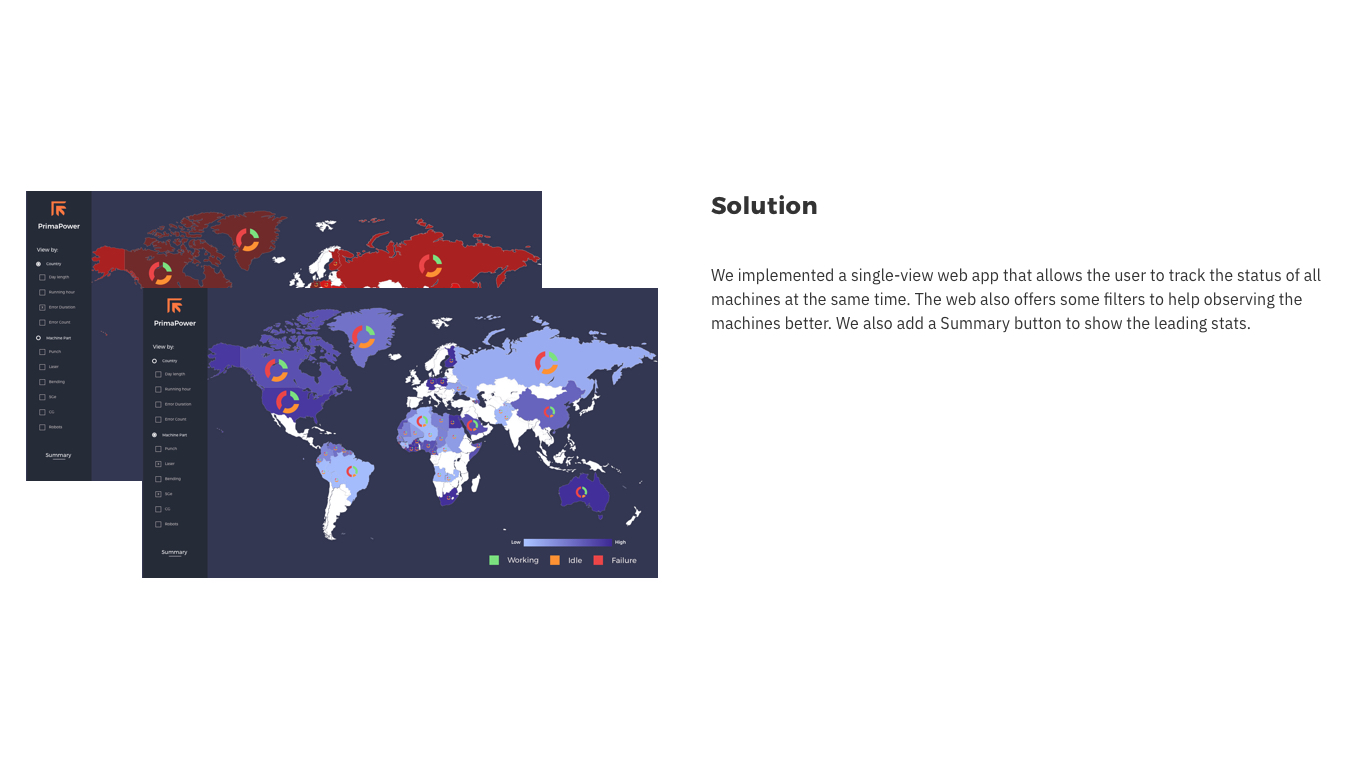 PrimaPower
View by:
Country
Day length
Running hour
Error Duration
Error Count
Machine Part
Punch
Laser
Bending
Scar
CG
Robots
Summary
PrimaPower
View by:
Country
Day length
Running hour
Error Duration
Error Count
Machine Part
Punch
Laser
Bending
CG
Robots
Summary
Low
High
Working
Idle
Failure
Solution
We implemented a single-view web app that allows the user to track the status of all
machines at the same time. The web also offers some filters to help observing the
machines better. We also add a Summary button to show the leading stats.